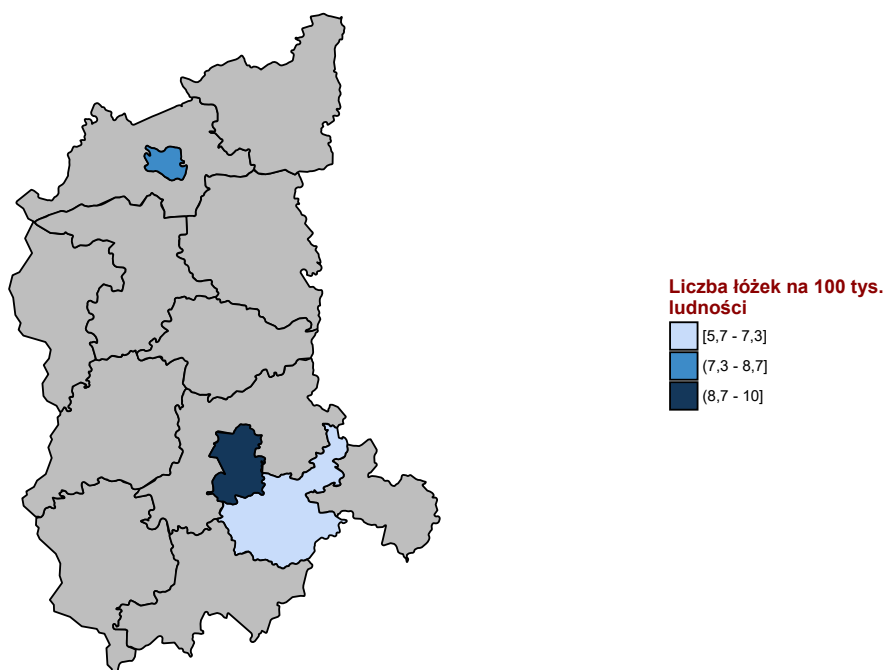 Liczba łóżek na 100 tys.
ludności
[5,7 - 7,3]
(7,3 - 8,7]
(8,7 - 10]